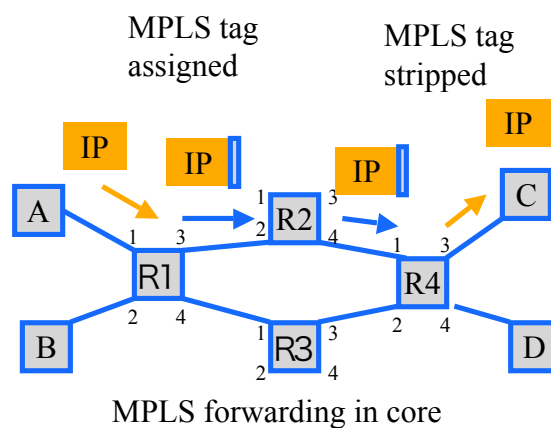 MPLS tag
assigned
MPLS tag
stripped
IP
IP
IP
IP
A
1
3
R1
2
4
B
1
3
R2
2
4
1
3
R3
2
4
1
3
R4
2
4
C
D
MPLS forwarding in core